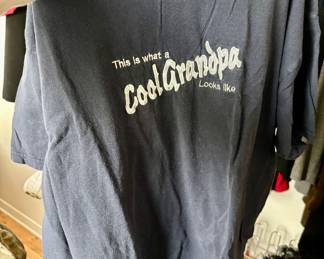 This is what a
Cool Grandpa
Looks like